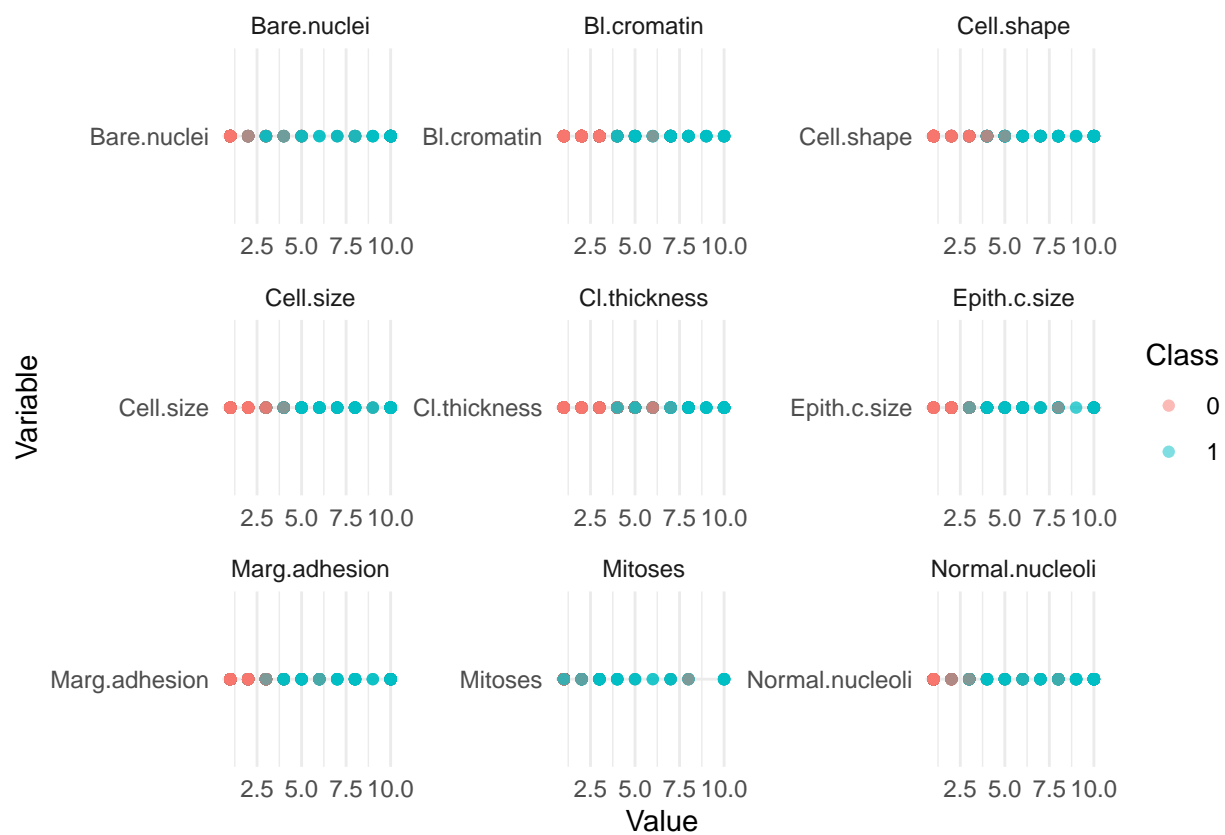 Bare.nuclei
Bl.cromatin
Cell.shape
Bare.nuclei
Bl.cromatin
Cell.shape
2.5 5.0 7.5 10.0
2.5 5.0 7.5 10.0
2.5 5.0 7.5 10.0
Cell.size
Cl.thickness
Epith.c.size
Cell.size
Cl.thickness
Epith.c.size
2.5 5.0 7.5 10.0
2.5 5.0 7.5 10.0
2.5 5.0 7.5 10.0
Marg.adhesion
Mitoses
Normal.nucleoli
Marg.adhesion
Mitoses
Normal.nucleoli
2.5 5.0 7.5 10.0
2.5 5.0 7.5 10.0
2.5 5.0 7.5 10.0
Value
Variable
Class
0
1